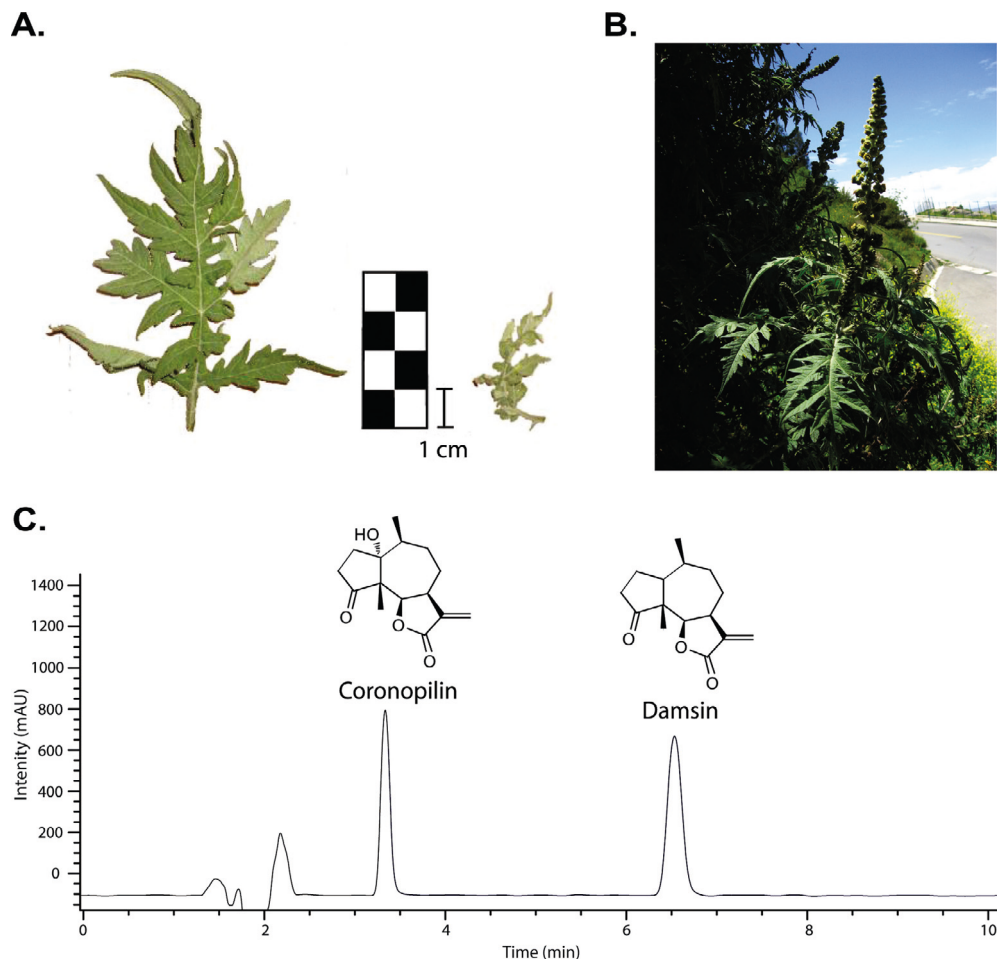 A.
B.
1 cm
C.
HO
O
O
O
Coronopilin
O
O
O
Damsin
Intenity (mAU)
1400
1200
1000
800
600
400
200
0
0 2 4 6 8 10
Time (min)